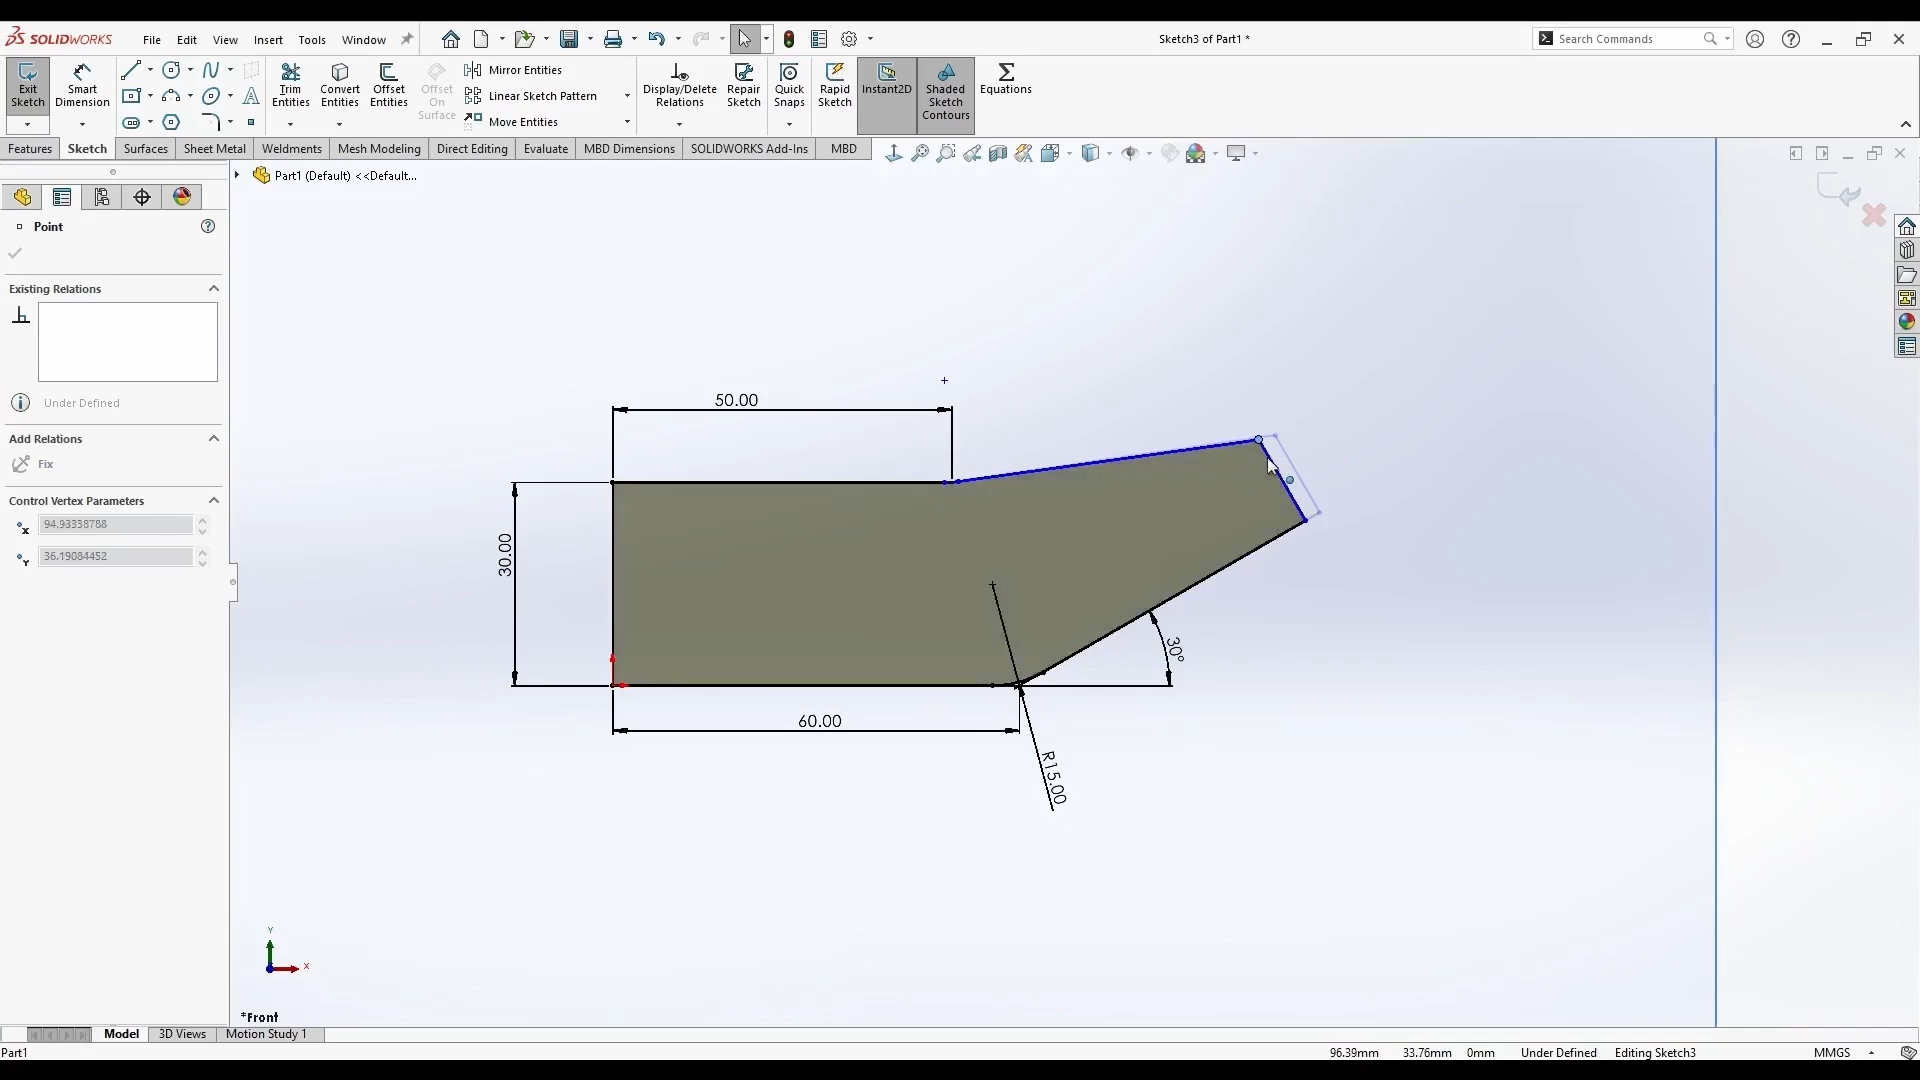 SOLIDWORKS
File Edit View Insert Tools Window
Sketch3 of Part1 *
Search Commands
Exit Sketch
Smart Dimension
Trim Entities
Convert Entities
Offset Entities
Offset On Surface
Mirror Entities
Linear Sketch Pattern
Move Entities
Display/Delete Relations
Repair Sketch
Quick Snaps
Rapid Sketch
Instant2D
Shaded Sketch Contours
Equations
Features Sketch Surfaces Sheet Metal Weldments Mesh Modeling Direct Editing Evaluate MBD Dimensions SOLIDWORKS Add-Ins MBD
Part1 (Default) <<Default...
Point
Existing Relations
Under Defined
Add Relations
Fix
Control Vertex Parameters
X 94.93338788
Y 36.19084452
50.00
30.00
30°
60.00
R15.00
Y
X
*Front
Model 3D Views Motion Study 1
Part1
96.39mm 33.76mm 0mm Under Defined Editing Sketch3 MMGS